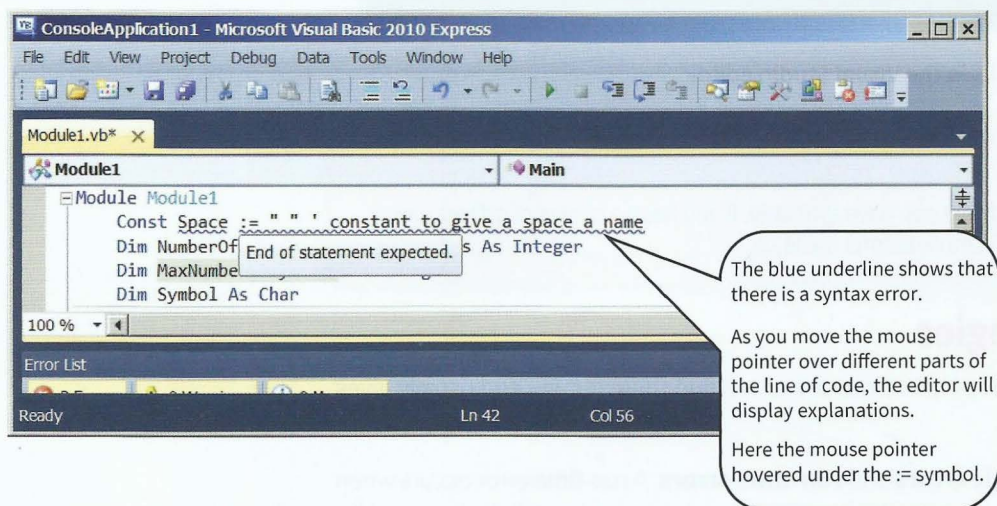 ConsoleApplication1 - Microsoft Visual Basic 2010 Express
File Edit View Project Debug Data Tools Window Help
Module1.vb*
Module1 Main
Module Module1
Const Space := " " ' constant to give a space a name
Dim NumberOf s As Integer
End of statement expected.
Dim MaxNumbe
Dim Symbol As Char
100 %
Error List
Ready Ln 42 Col 56
The blue underline shows that
there is a syntax error.
As you move the mouse
pointer over different parts of
the line of code, the editor will
display explanations.
Here the mouse pointer
hovered under the := symbol.